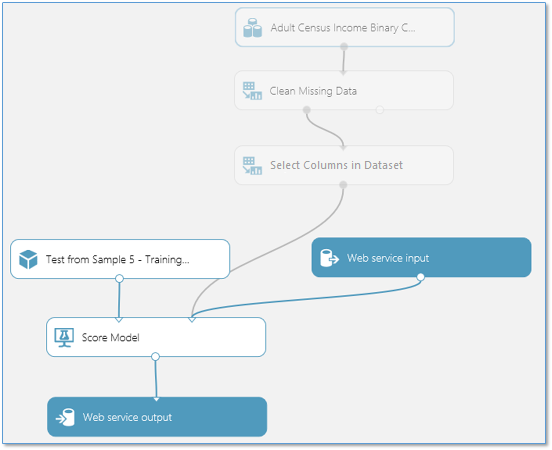 Adult Census Income Binary C...
Clean Missing Data
Select Columns in Dataset
Test from Sample 5 - Training...
Web service input
Score Model
Web service output